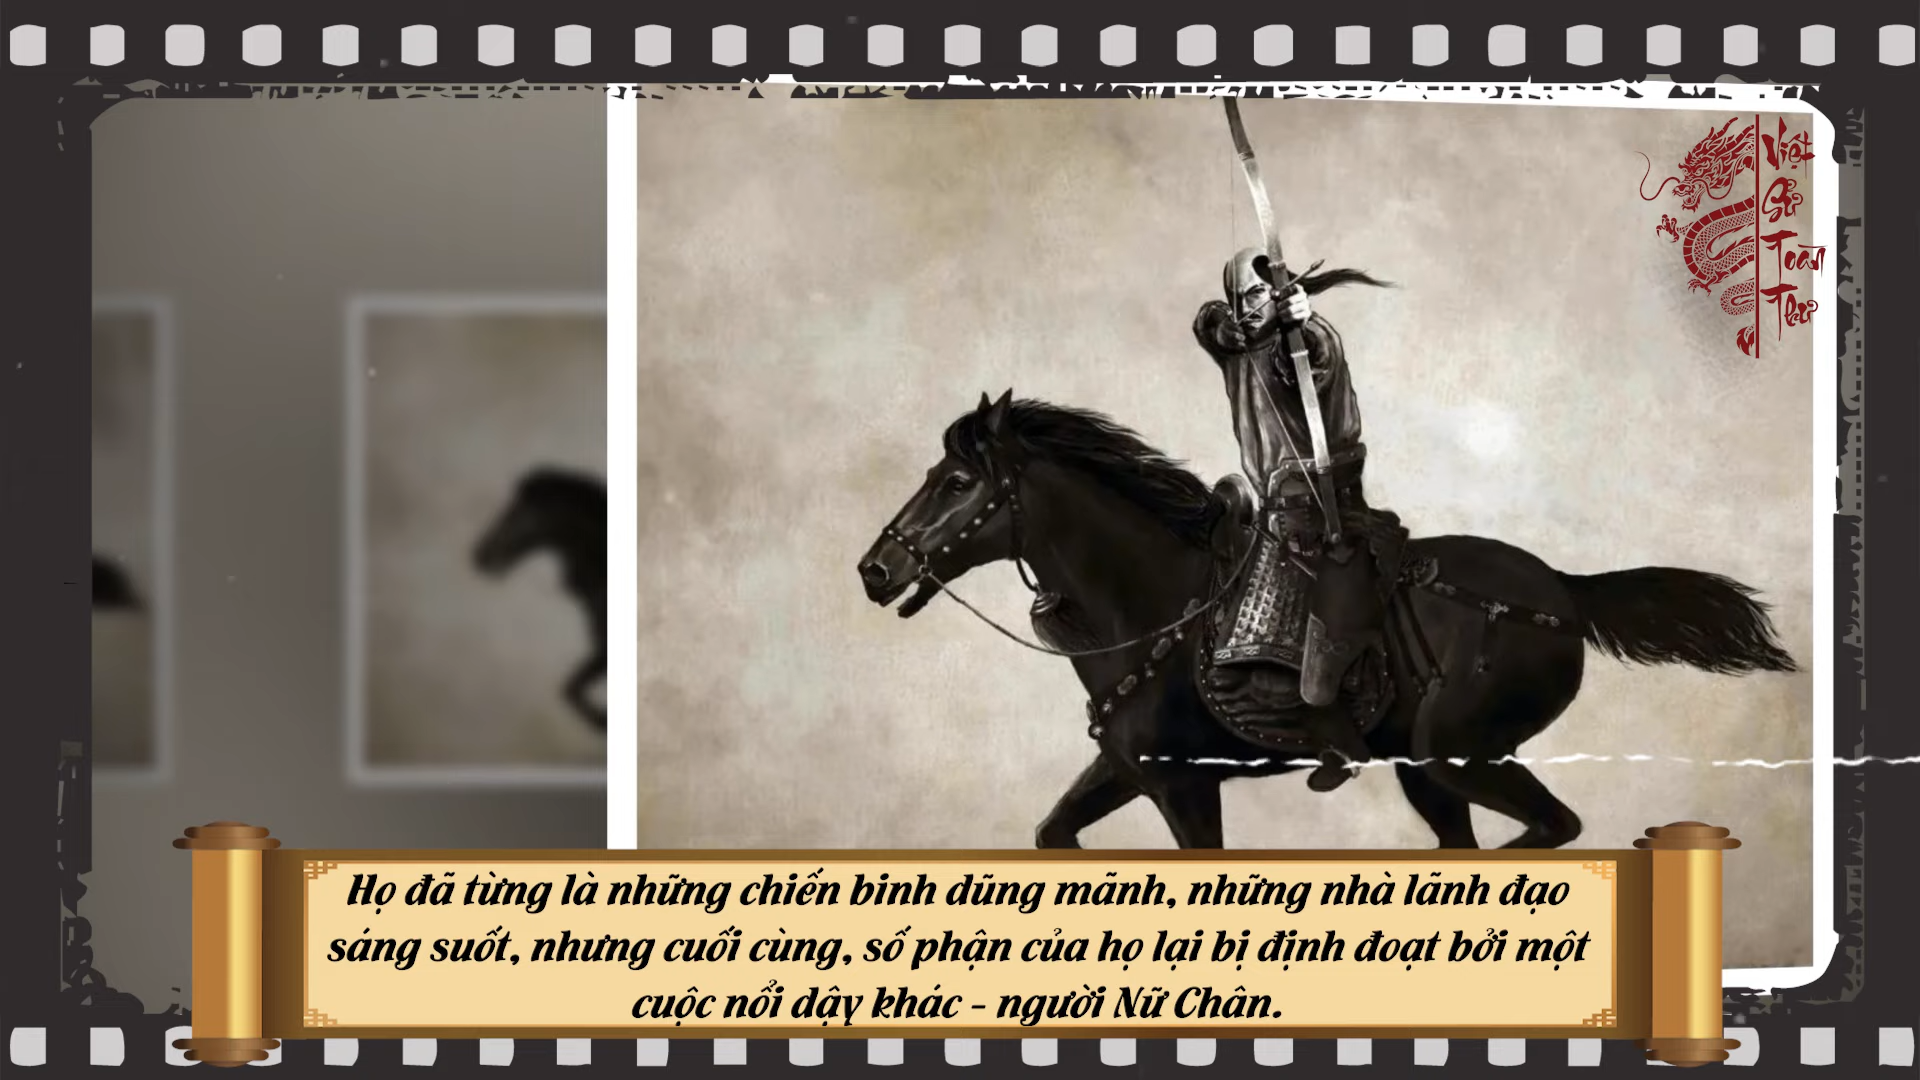 Việt
Sử
Toàn
Thư
Họ đã từng là những chiến binh dũng mãnh, những nhà lãnh đạo
sáng suốt, nhưng cuối cùng, số phận của họ lại bị định đoạt bởi một
cuộc nổi dậy khác - người Nữ Chân.